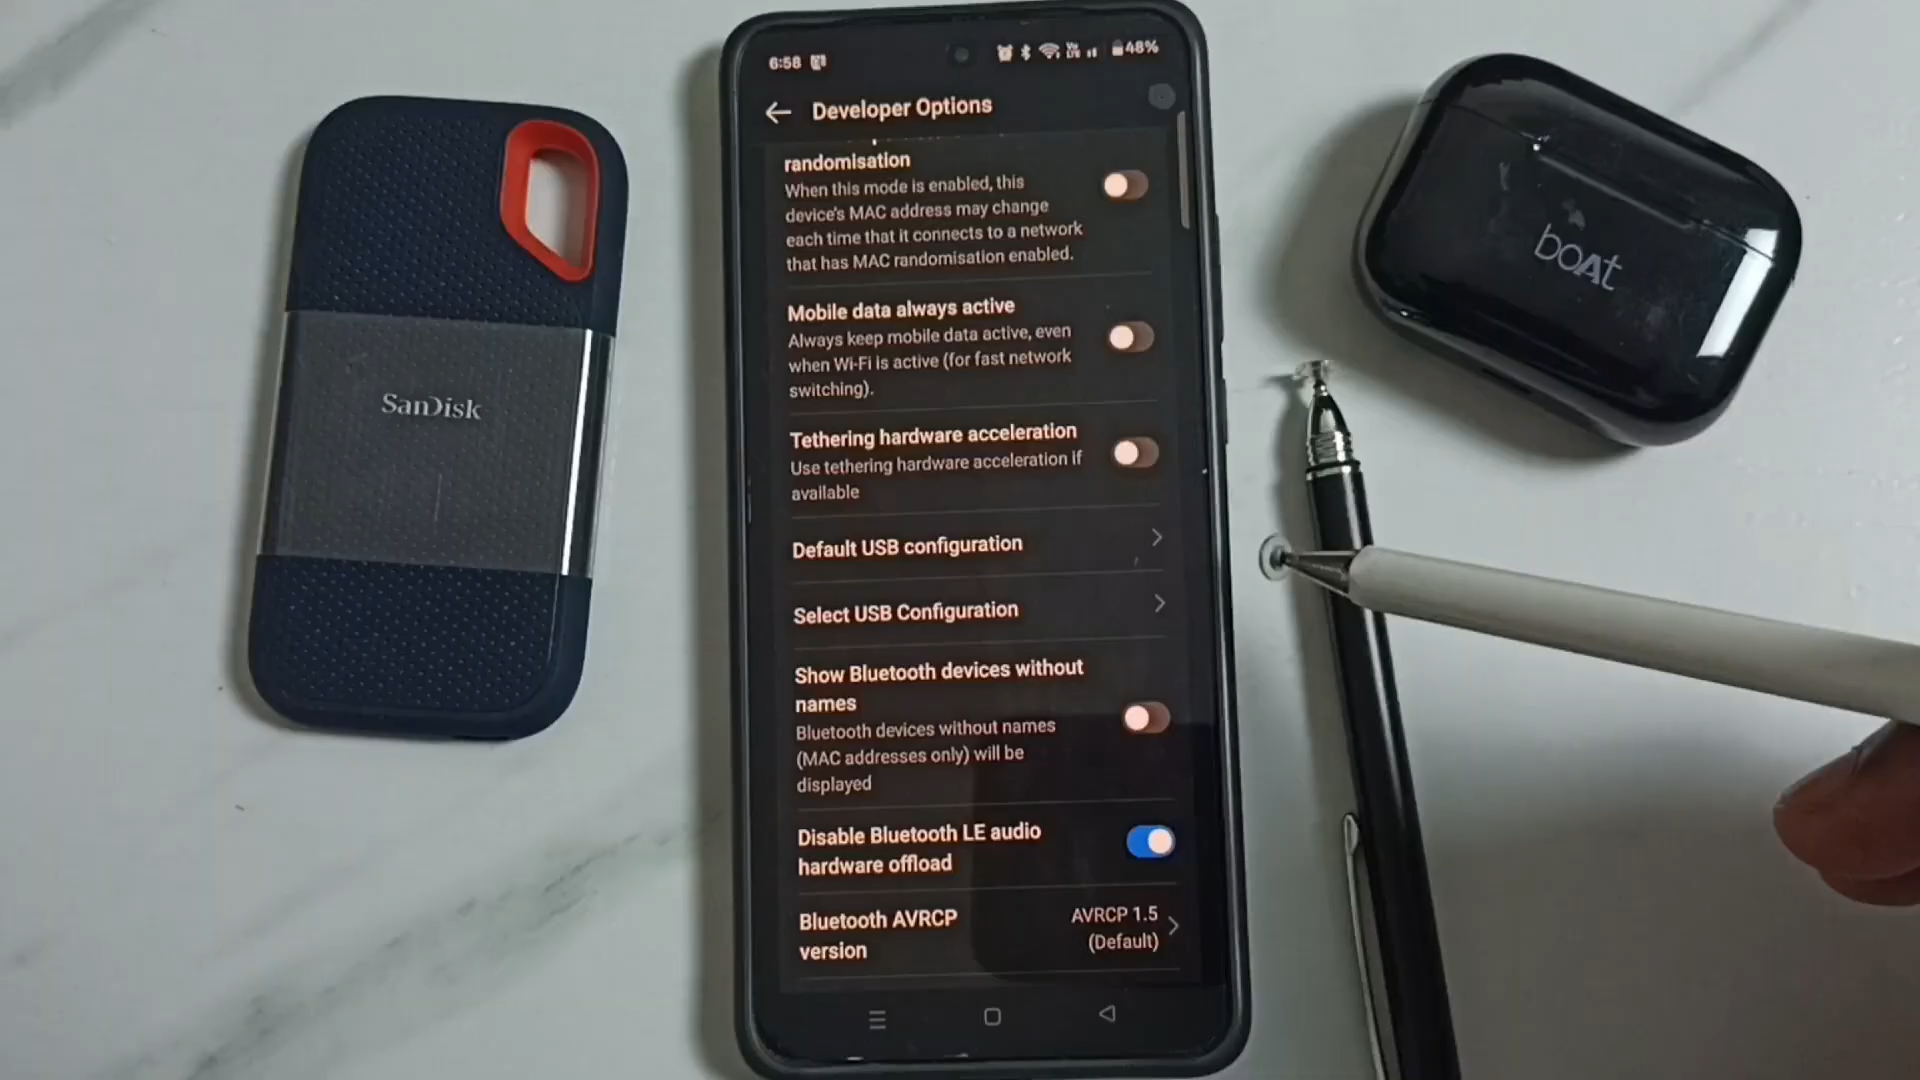 6:58
48%
Developer Options
randomisation
When this mode is enabled, this
device's MAC address may change
each time that it connects to a network
that has MAC randomisation enabled.
Mobile data always active
Always keep mobile data active, even
when Wi-Fi is active (for fast network
switching).
Tethering hardware acceleration
Use tethering hardware acceleration if
available
Default USB configuration
Select USB Configuration
Show Bluetooth devices without
names
Bluetooth devices without names
(MAC addresses only) will be
displayed
Disable Bluetooth LE audio
hardware offload
Bluetooth AVRCP
version
AVRCP 1.5
(Default)
SanDisk
boAt